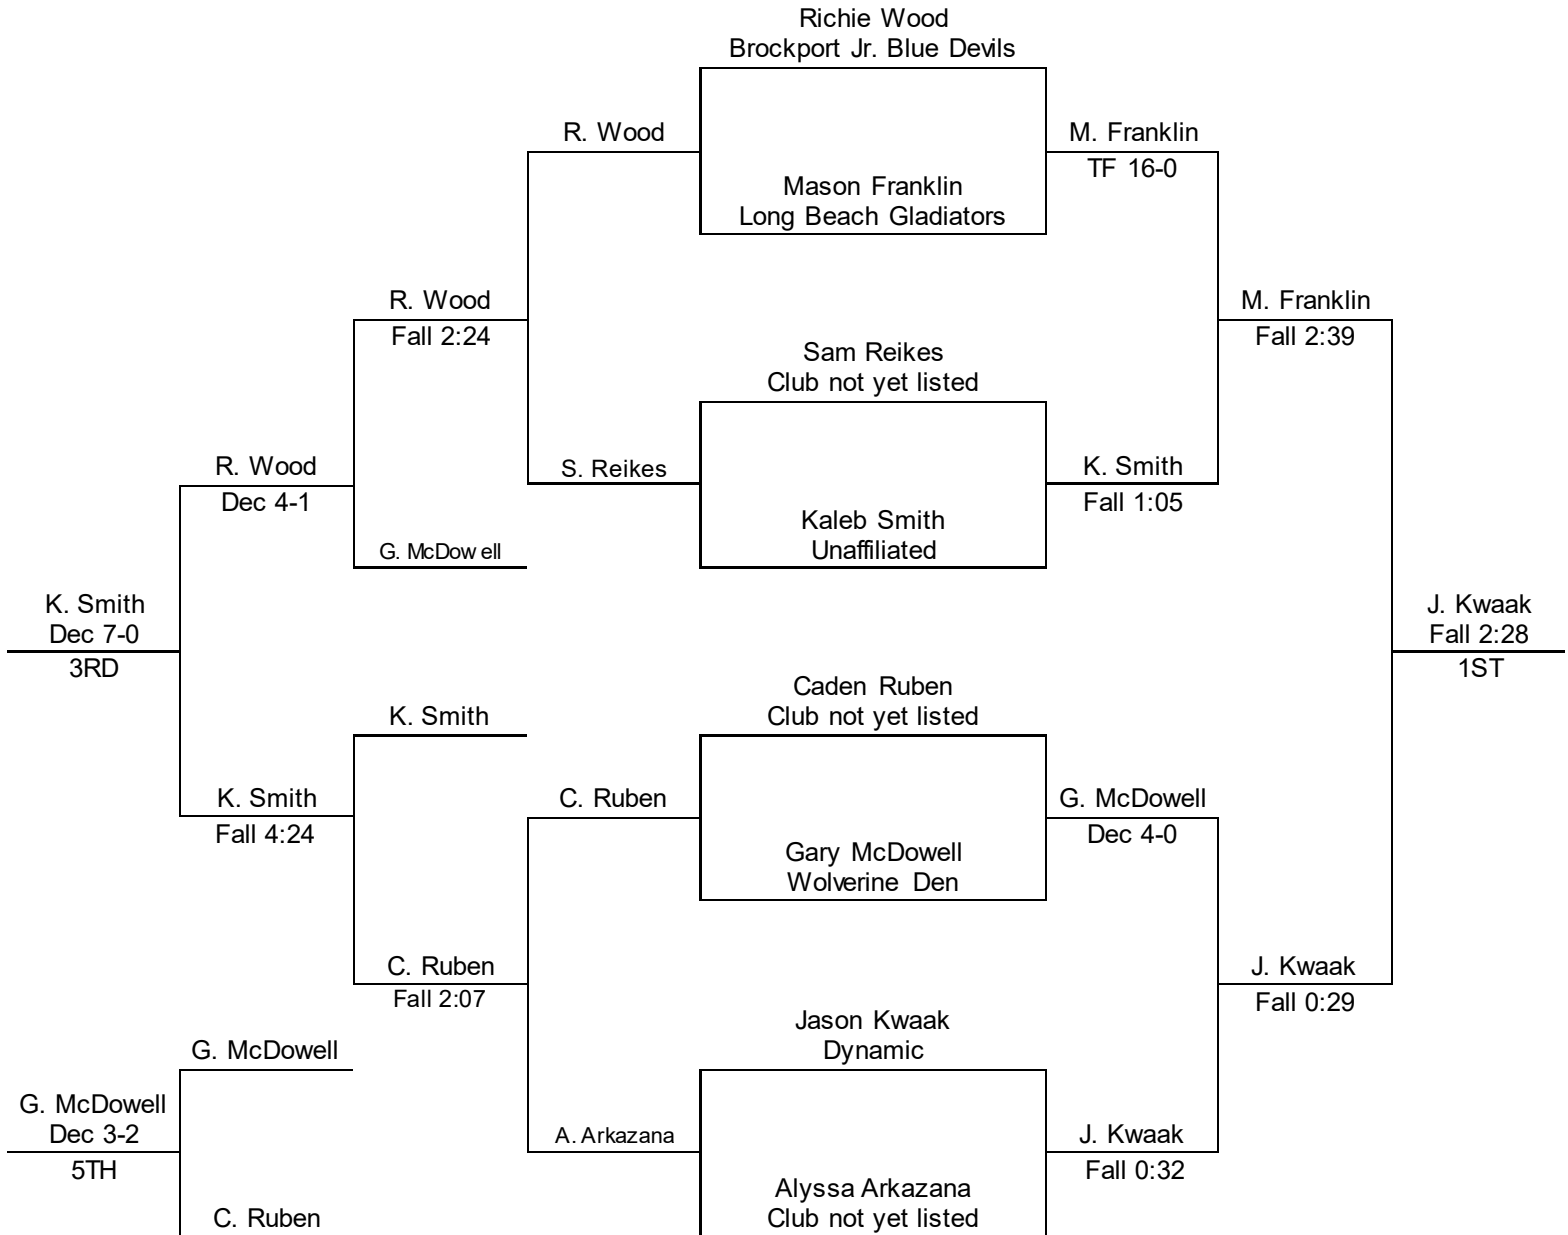 Richie Wood
Brockport Jr. Blue Devils
R. Wood
M. Franklin
TF 16-0
Mason Franklin
Long Beach Gladiators
R. Wood
Fall 2:24
M. Franklin
Fall 2:39
Sam Reikes
Club not yet listed
R. Wood
Dec 4-1
S. Reikes
K. Smith
Fall 1:05
Kaleb Smith
Unaffiliated
G. McDowell
K. Smith
Dec 7-0
3RD
J. Kwaak
Fall 2:28
1ST
Caden Ruben
Club not yet listed
K. Smith
K. Smith
Fall 4:24
C. Ruben
G. McDowell
Dec 4-0
Gary McDowell
Wolverine Den
C. Ruben
Fall 2:07
J. Kwaak
Fall 0:29
Jason Kwaak
Dynamic
G. McDowell
G. McDowell
Dec 3-2
5TH
A. Arkazana
J. Kwaak
Fall 0:32
Alyssa Arkazana
Club not yet listed
C. Ruben